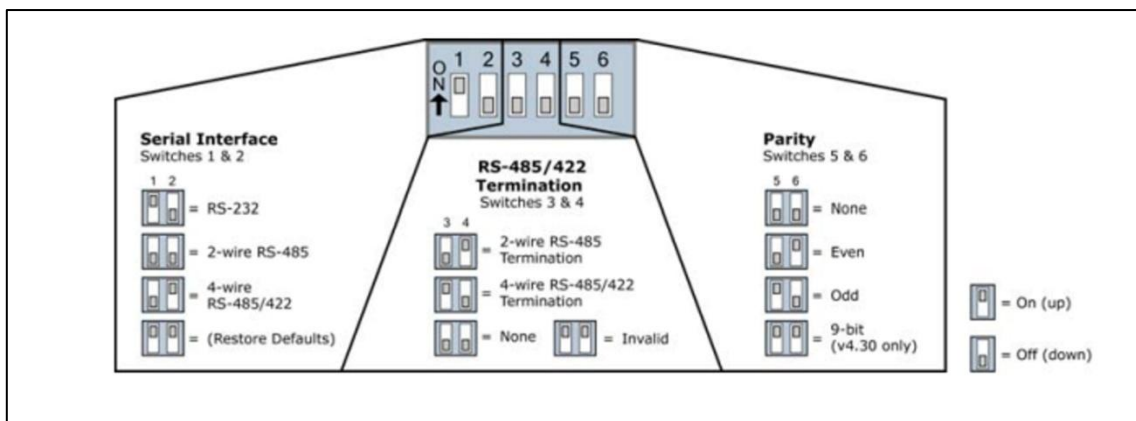 ON
1 2 3 4 5 6
Serial Interface
Switches 1 & 2
1 2
= RS-232
= 2-wire RS-485
= 4-wire
RS-485/422
= (Restore Defaults)
RS-485/422
Termination
Switches 3 & 4
3 4
= 2-wire RS-485
Termination
= 4-wire RS-485/422
Termination
= None
= Invalid
Parity
Switches 5 & 6
5 6
= None
= Even
= Odd
= 9-bit
(v4.30 only)
= On (up)
= Off (down)